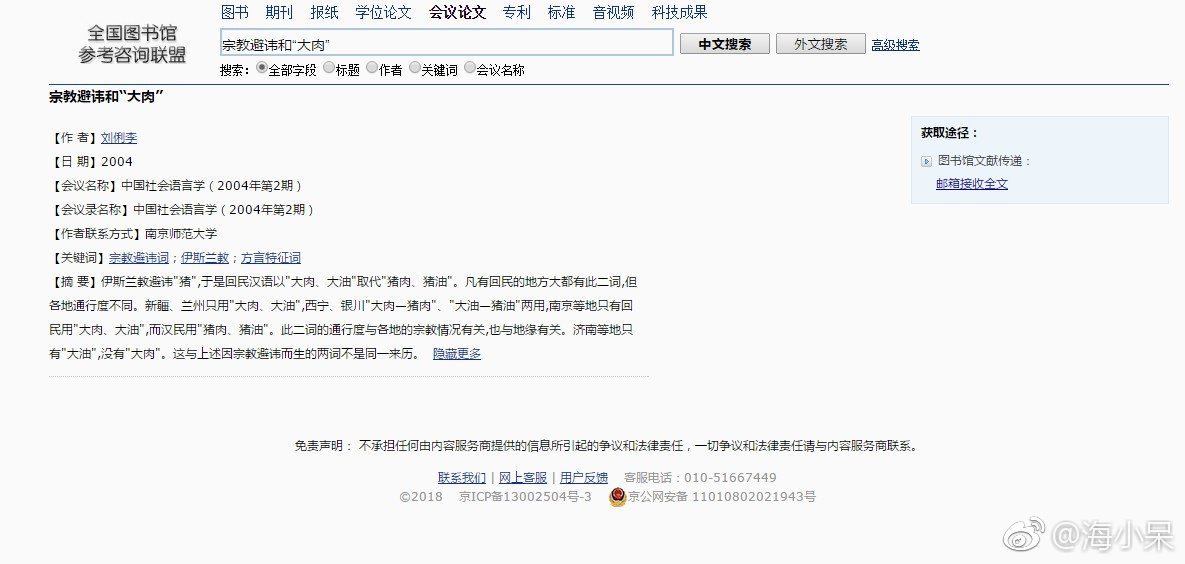 全国图书馆
参考咨询联盟
图书 期刊 报纸 学位论文 会议论文 专利 标准 音视频 科技成果
宗教避讳和“大肉” 中文搜索 外文搜索 高级搜索
搜索： 全部字段 标题 作者 关键词 会议名称
宗教避讳和“大肉”
【作 者】刘俐李
【日 期】2004
【会议名称】中国社会语言学（2004年第2期）
【会议录名称】中国社会语言学（2004年第2期）
【作者联系方式】南京师范大学
【关键词】宗教避讳词；伊斯兰教；方言特征词
【摘 要】伊斯兰教避讳"猪",于是回民汉语以"大肉、大油"取代"猪肉、猪油"。凡有回民的地方大都有此二词,但
各地通行度不同。新疆、兰州只用"大肉、大油",西宁、银川"大肉—猪肉"、"大油—猪油"两用,南京等地只有回
民用"大肉、大油",而汉民用"猪肉、猪油"。此二词的通行度与各地的宗教情况有关,也与地缘有关。济南等地只
有"大油",没有"大肉"。这与上述因宗教避讳而生的两词不是同一来历。 隐藏更多
获取途径：
图书馆文献传递：
邮箱接收全文
免责声明： 不承担任何由内容服务商提供的信息所引起的争议和法律责任，一切争议和法律责任请与内容服务商联系。
联系我们 | 网上客服 | 用户反馈 客服电话：010-51667449
©2018 京ICP备13002504号-3 京公网安备 11010802021943号
@海小呆